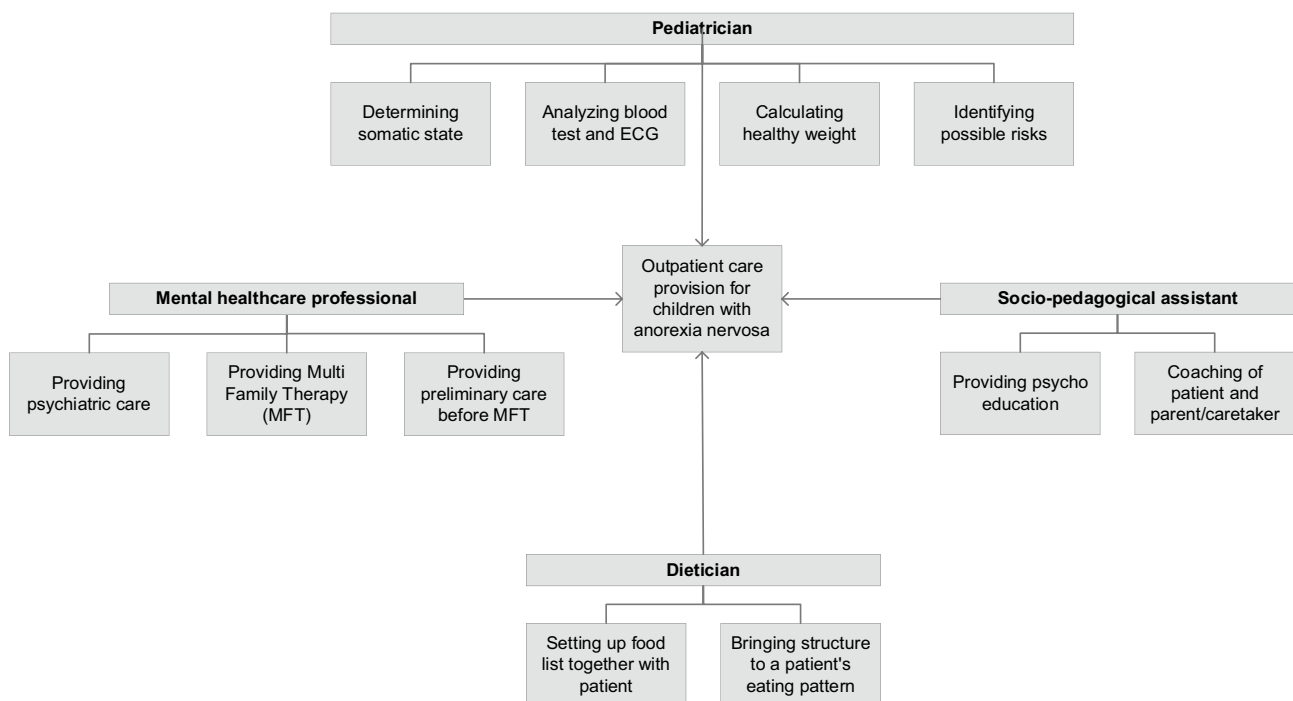 Pediatrician
Determining
somatic state
Analyzing blood
test and ECG
Calculating
healthy weight
Identifying
possible risks
Outpatient care
provision for
children with
anorexia nervosa
Mental healthcare professional
Providing
psychiatric care
Providing Multi
Family Therapy
(MFT)
Providing
preliminary care
before MFT
Socio-pedagogical assistant
Providing psycho
education
Coaching of
patient and
parent/caretaker
Dietician
Setting up food
list together with
patient
Bringing structure
to a patient's
eating pattern